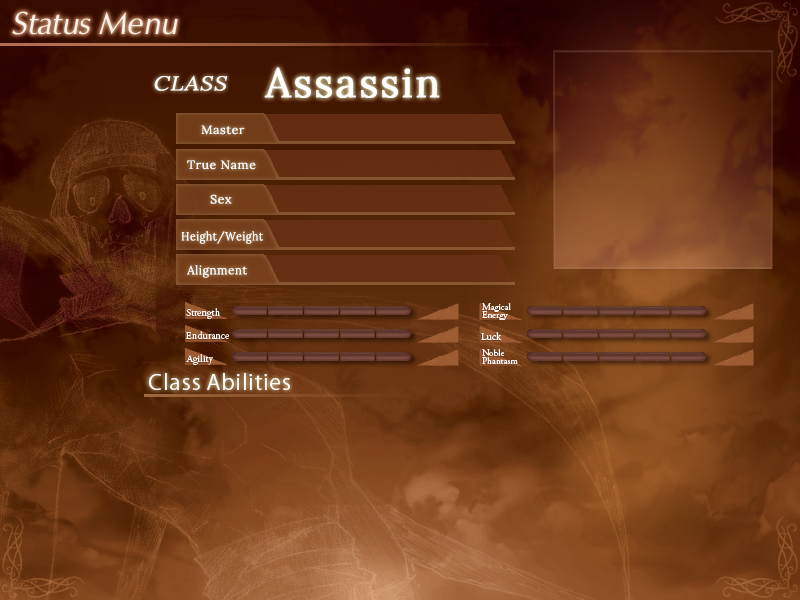 Status Menu
CLASS Assassin
Master
True Name
Sex
Height/Weight
Alignment
Strength
Endurance
Agility
Magical
Energy
Luck
Noble
Phantasm
Class Abilities